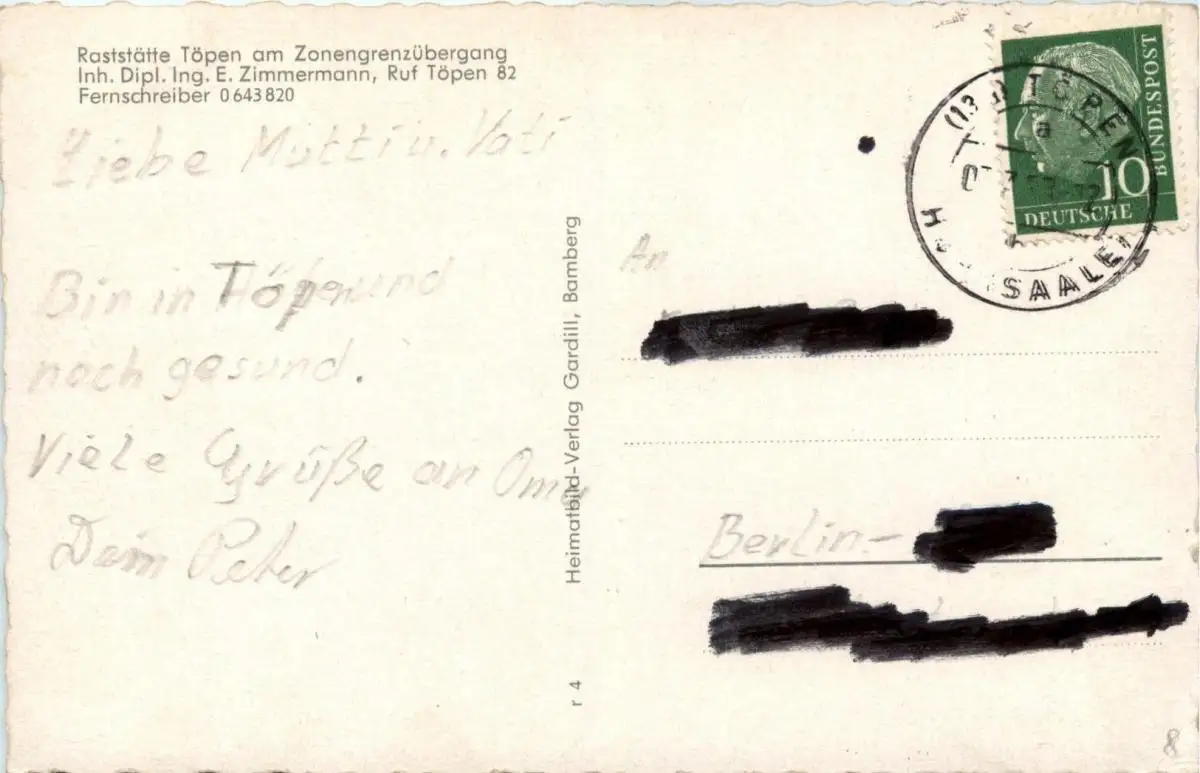 Raststätte Töpen am Zonengrenzübergang
Inh. Dipl. Ing. E. Zimmermann, Ruf Töpen 82
Fernschreiber 0643820
Liebe Mutti u. Vati
Bin in Töpen und
noch gesund.
Viele Grüße an Oma
Dein Peter
Heimatbild-Verlag Gardill, Bamberg
r 4
An
Berlin-
TÖPEN
a
SAALE
10
BUNDESPOST
DEUTSCHE
8